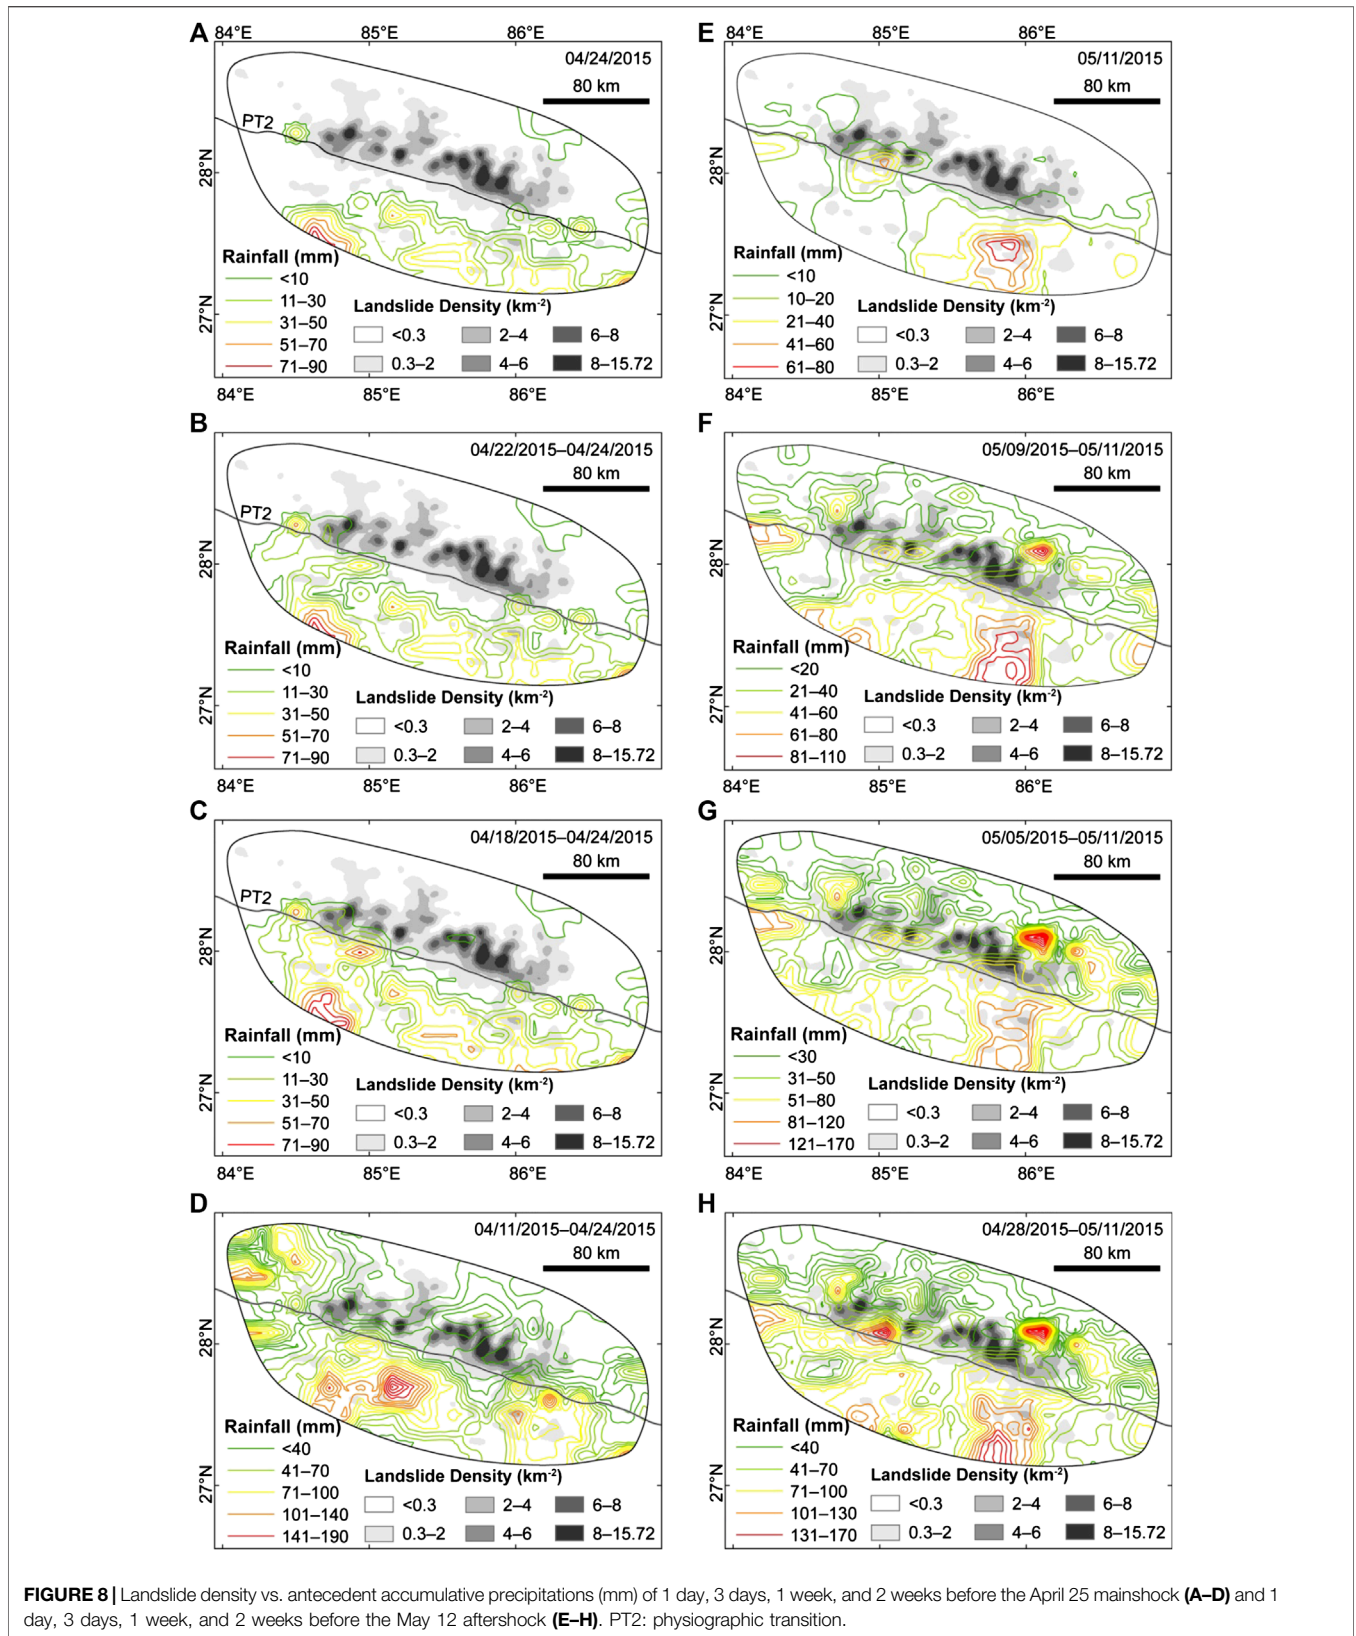 A
84°E 85°E 86°E
04/24/2015
80 km
PT2
28°N
27°N
Rainfall (mm)
<10
11–30
31–50
51–70
71–90
Landslide Density (km-2)
<0.3 2–4 6–8
0.3–2 4–6 8–15.72
84°E 85°E 86°E
E
84°E 85°E 86°E
05/11/2015
80 km
28°N
27°N
Rainfall (mm)
<10
10–20
21–40
41–60
61–80
Landslide Density (km-2)
<0.3 2–4 6–8
0.3–2 4–6 8–15.72
84°E 85°E 86°E
B
04/22/2015–04/24/2015
80 km
PT2
28°N
27°N
Rainfall (mm)
<10
11–30
31–50
51–70
71–90
Landslide Density (km-2)
<0.3 2–4 6–8
0.3–2 4–6 8–15.72
84°E 85°E 86°E
F
05/09/2015–05/11/2015
80 km
28°N
27°N
Rainfall (mm)
<20
21–40
41–60
61–80
81–110
Landslide Density (km-2)
<0.3 2–4 6–8
0.3–2 4–6 8–15.72
84°E 85°E 86°E
C
04/18/2015–04/24/2015
80 km
PT2
28°N
27°N
Rainfall (mm)
<10
11–30
31–50
51–70
71–90
Landslide Density (km-2)
<0.3 2–4 6–8
0.3–2 4–6 8–15.72
84°E 85°E 86°E
G
05/05/2015–05/11/2015
80 km
28°N
27°N
Rainfall (mm)
<30
31–50
51–80
81–120
121–170
Landslide Density (km-2)
<0.3 2–4 6–8
0.3–2 4–6 8–15.72
84°E 85°E 86°E
D
04/11/2015–04/24/2015
80 km
28°N
27°N
Rainfall (mm)
<40
41–70
71–100
101–140
141–190
Landslide Density (km-2)
<0.3 2–4 6–8
0.3–2 4–6 8–15.72
H
04/28/2015–05/11/2015
80 km
28°N
27°N
Rainfall (mm)
<40
41–70
71–100
101–130
131–170
Landslide Density (km-2)
<0.3 2–4 6–8
0.3–2 4–6 8–15.72
FIGURE 8 | Landslide density vs. antecedent accumulative precipitations (mm) of 1 day, 3 days, 1 week, and 2 weeks before the April 25 mainshock (A–D) and 1
day, 3 days, 1 week, and 2 weeks before the May 12 aftershock (E–H). PT2: physiographic transition.